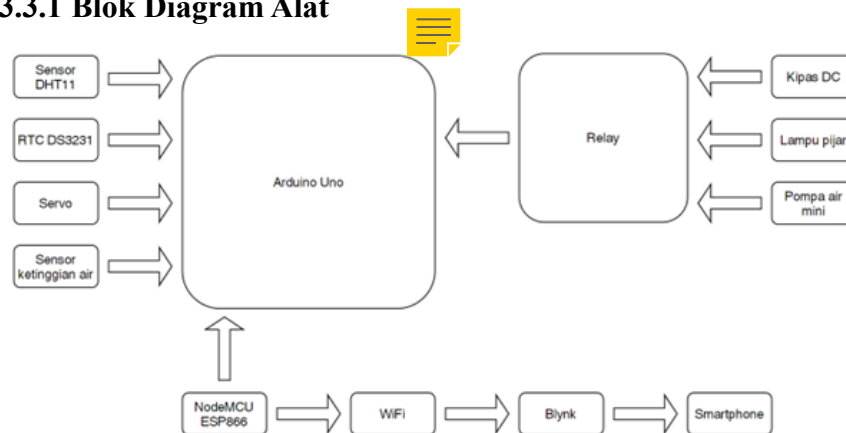 3.3.1 Blok Diagram Alat
Sensor
DHT11
RTC DS3231
Servo
Sensor
ketinggian air
Arduino Uno
Relay
Kipas DC
Lampu pijar
Pompa air
mini
NodeMCU
ESP866
WiFi
Blynk
Smartphone